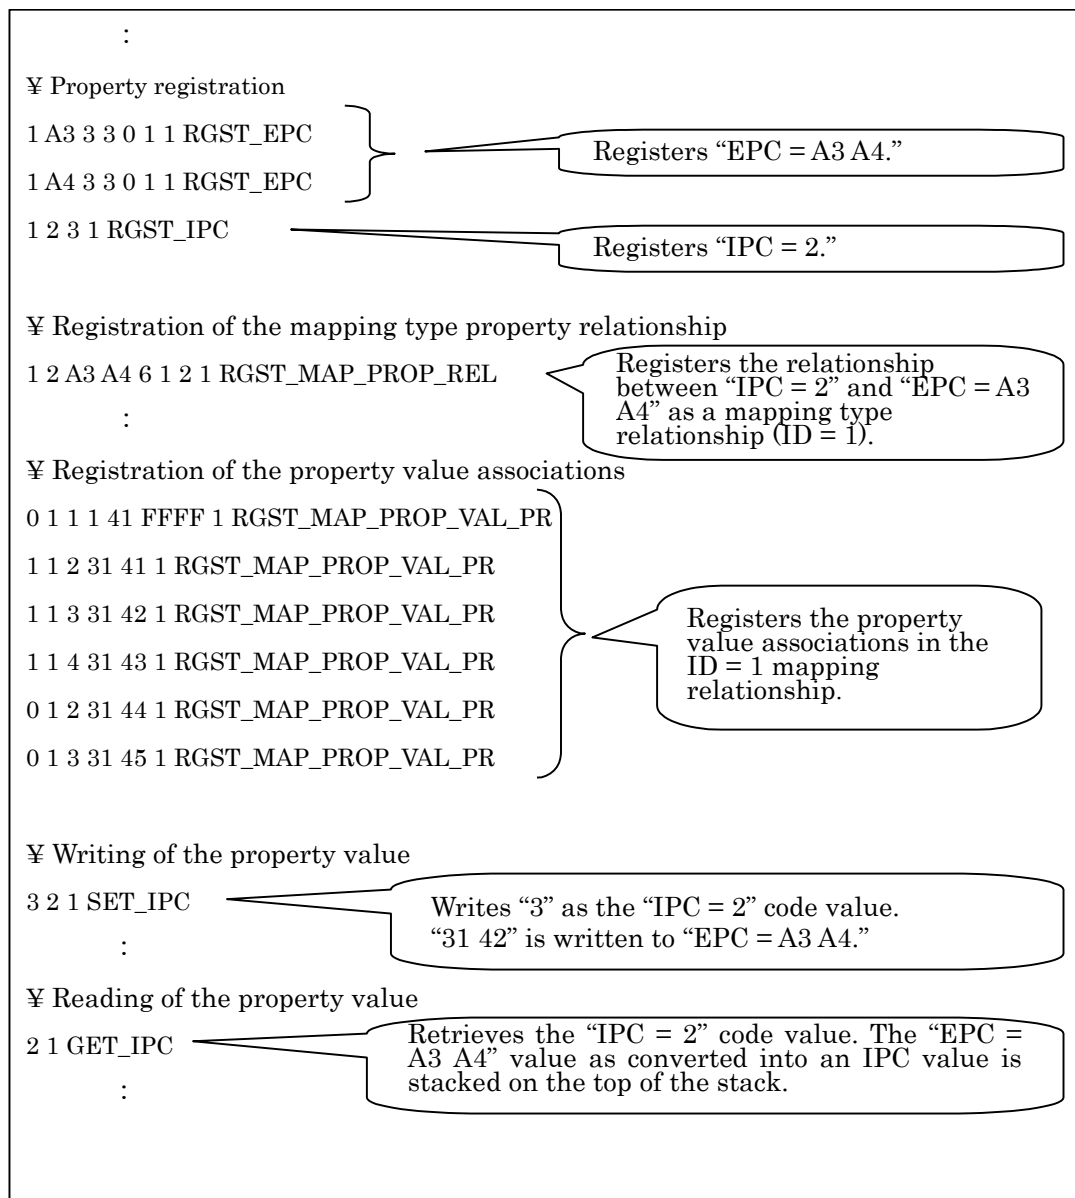 :
¥ Property registration
1 A3 3 3 0 1 1 RGST_EPC
Registers “EPC = A3 A4.”
1 A4 3 3 0 1 1 RGST_EPC
1 2 3 1 RGST_IPC
Registers “IPC = 2.”
¥ Registration of the mapping type property relationship
1 2 A3 A4 6 1 2 1 RGST_MAP_PROP_REL
Registers the relationship
between “IPC = 2” and “EPC = A3
A4” as a mapping type
relationship (ID = 1).
:
¥ Registration of the property value associations
0 1 1 1 41 FFFF 1 RGST_MAP_PROP_VAL_PR
1 1 2 31 41 1 RGST_MAP_PROP_VAL_PR
1 1 3 31 42 1 RGST_MAP_PROP_VAL_PR
1 1 4 31 43 1 RGST_MAP_PROP_VAL_PR
0 1 2 31 44 1 RGST_MAP_PROP_VAL_PR
0 1 3 31 45 1 RGST_MAP_PROP_VAL_PR
Registers the property
value associations in the
ID = 1 mapping
relationship.
¥ Writing of the property value
3 2 1 SET_IPC
Writes “3” as the “IPC = 2” code value.
“31 42” is written to “EPC = A3 A4.”
:
¥ Reading of the property value
2 1 GET_IPC
Retrieves the “IPC = 2” code value. The “EPC =
A3 A4” value as converted into an IPC value is
stacked on the top of the stack.
: